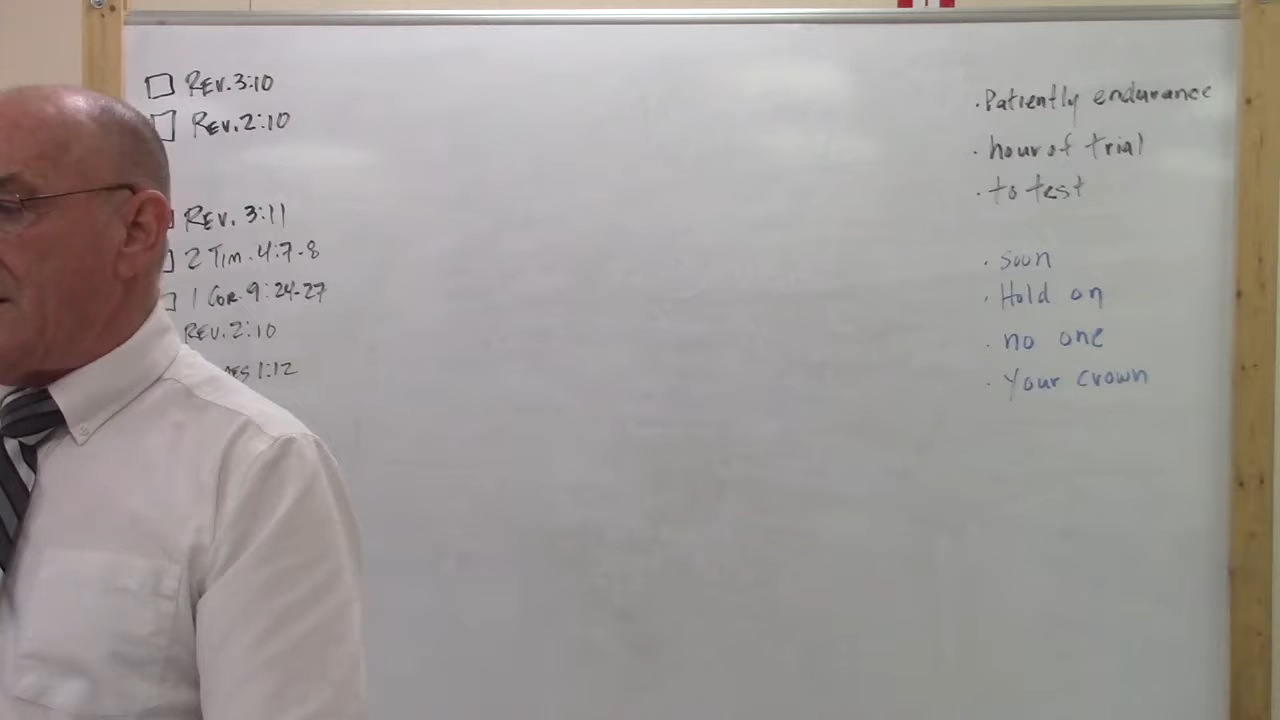 Rev. 3:10
Rev. 2:10
Rev. 3:11
2 Tim. 4:7-8
1 Cor. 9:24-27
Rev. 2:10
1:12
· Patiently endurance
· hour of trial
· to test
· soon
· Hold on
· no one
· Your crown